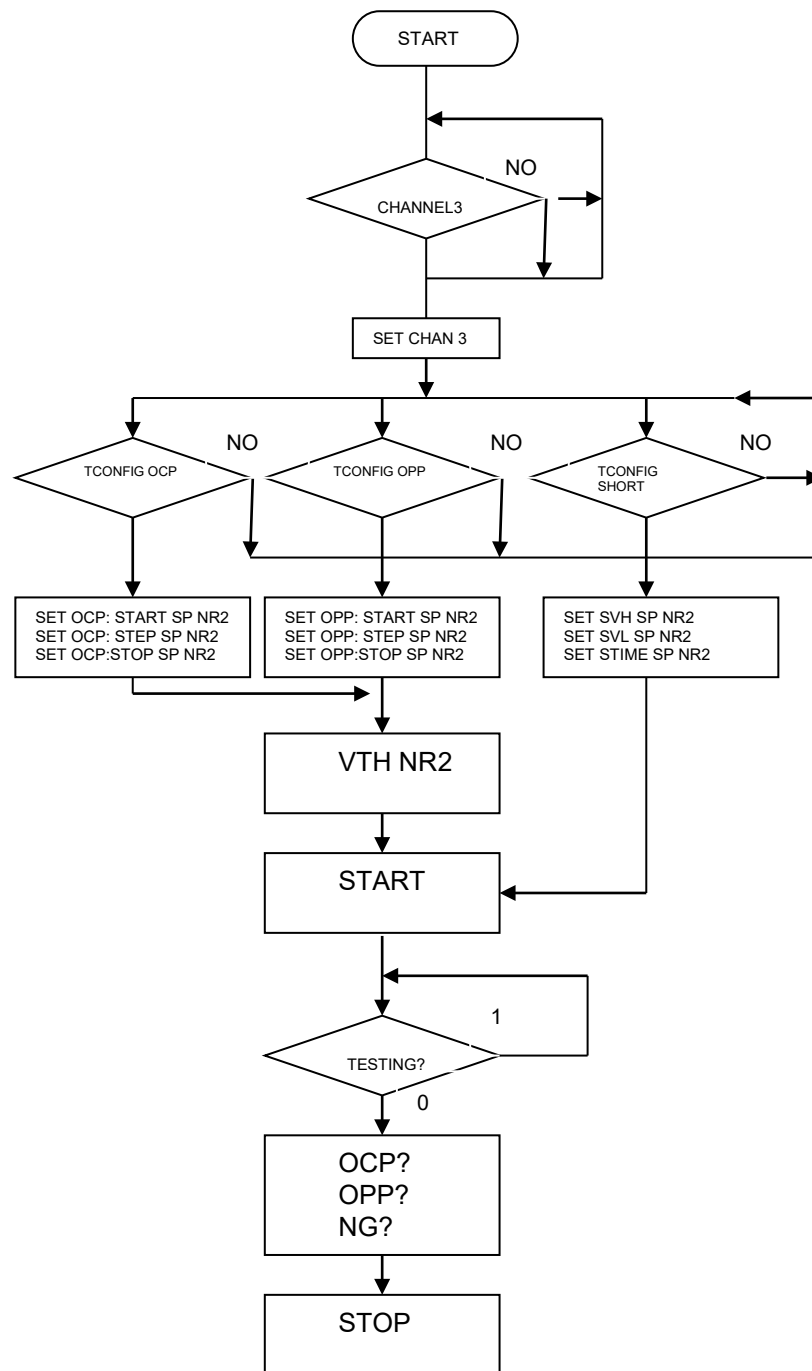 START
NO
CHANNEL3
SET CHAN 3
NO
NO
NO
TCONFIG OCP
TCONFIG OPP
TCONFIG
SHORT
SET OCP: START SP NR2
SET OCP: STEP SP NR2
SET OCP:STOP SP NR2
SET OPP: START SP NR2
SET OPP: STEP SP NR2
SET OPP:STOP SP NR2
SET SVH SP NR2
SET SVL SP NR2
SET STIME SP NR2
VTH NR2
START
1
TESTING?
0
OCP?
OPP?
NG?
STOP